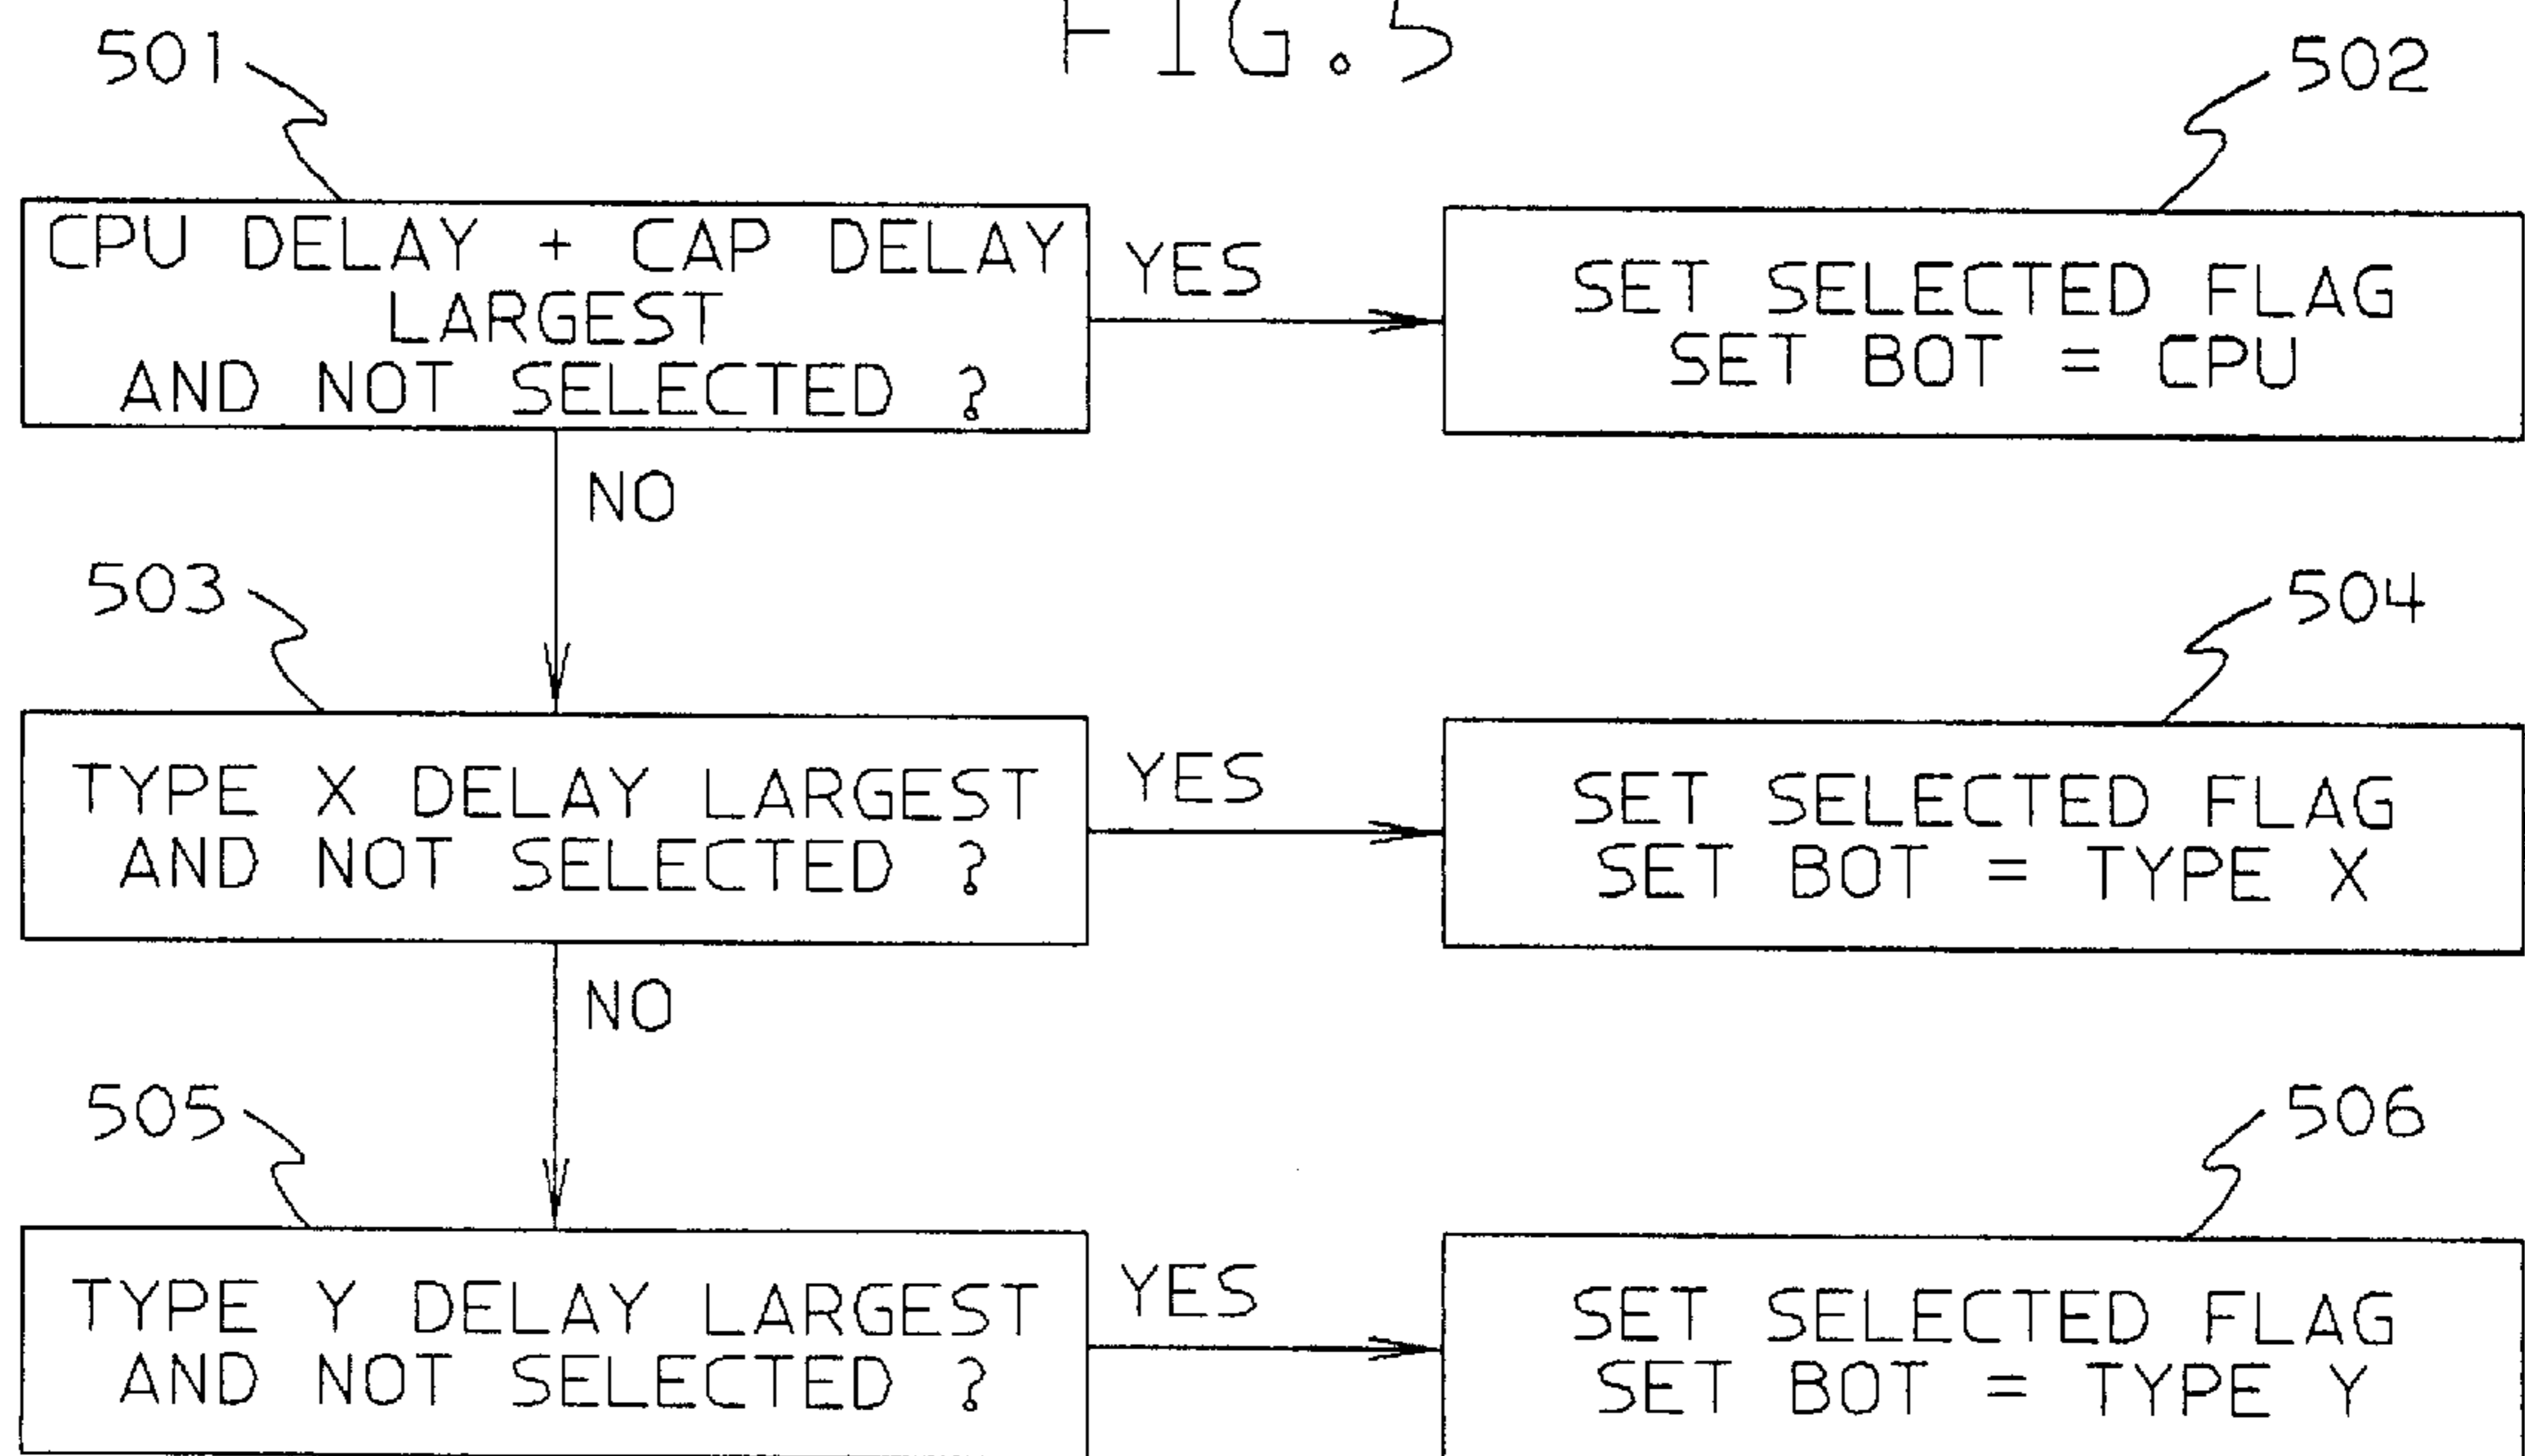 FIG.5
501
502
CPU DELAY + CAP DELAY
LARGEST
AND NOT SELECTED ?
YES
SET SELECTED FLAG
SET BOT = CPU
NO
503
504
TYPE X DELAY LARGEST
AND NOT SELECTED ?
YES
SET SELECTED FLAG
SET BOT = TYPE X
NO
505
506
TYPE Y DELAY LARGEST
AND NOT SELECTED ?
YES
SET SELECTED FLAG
SET BOT = TYPE Y